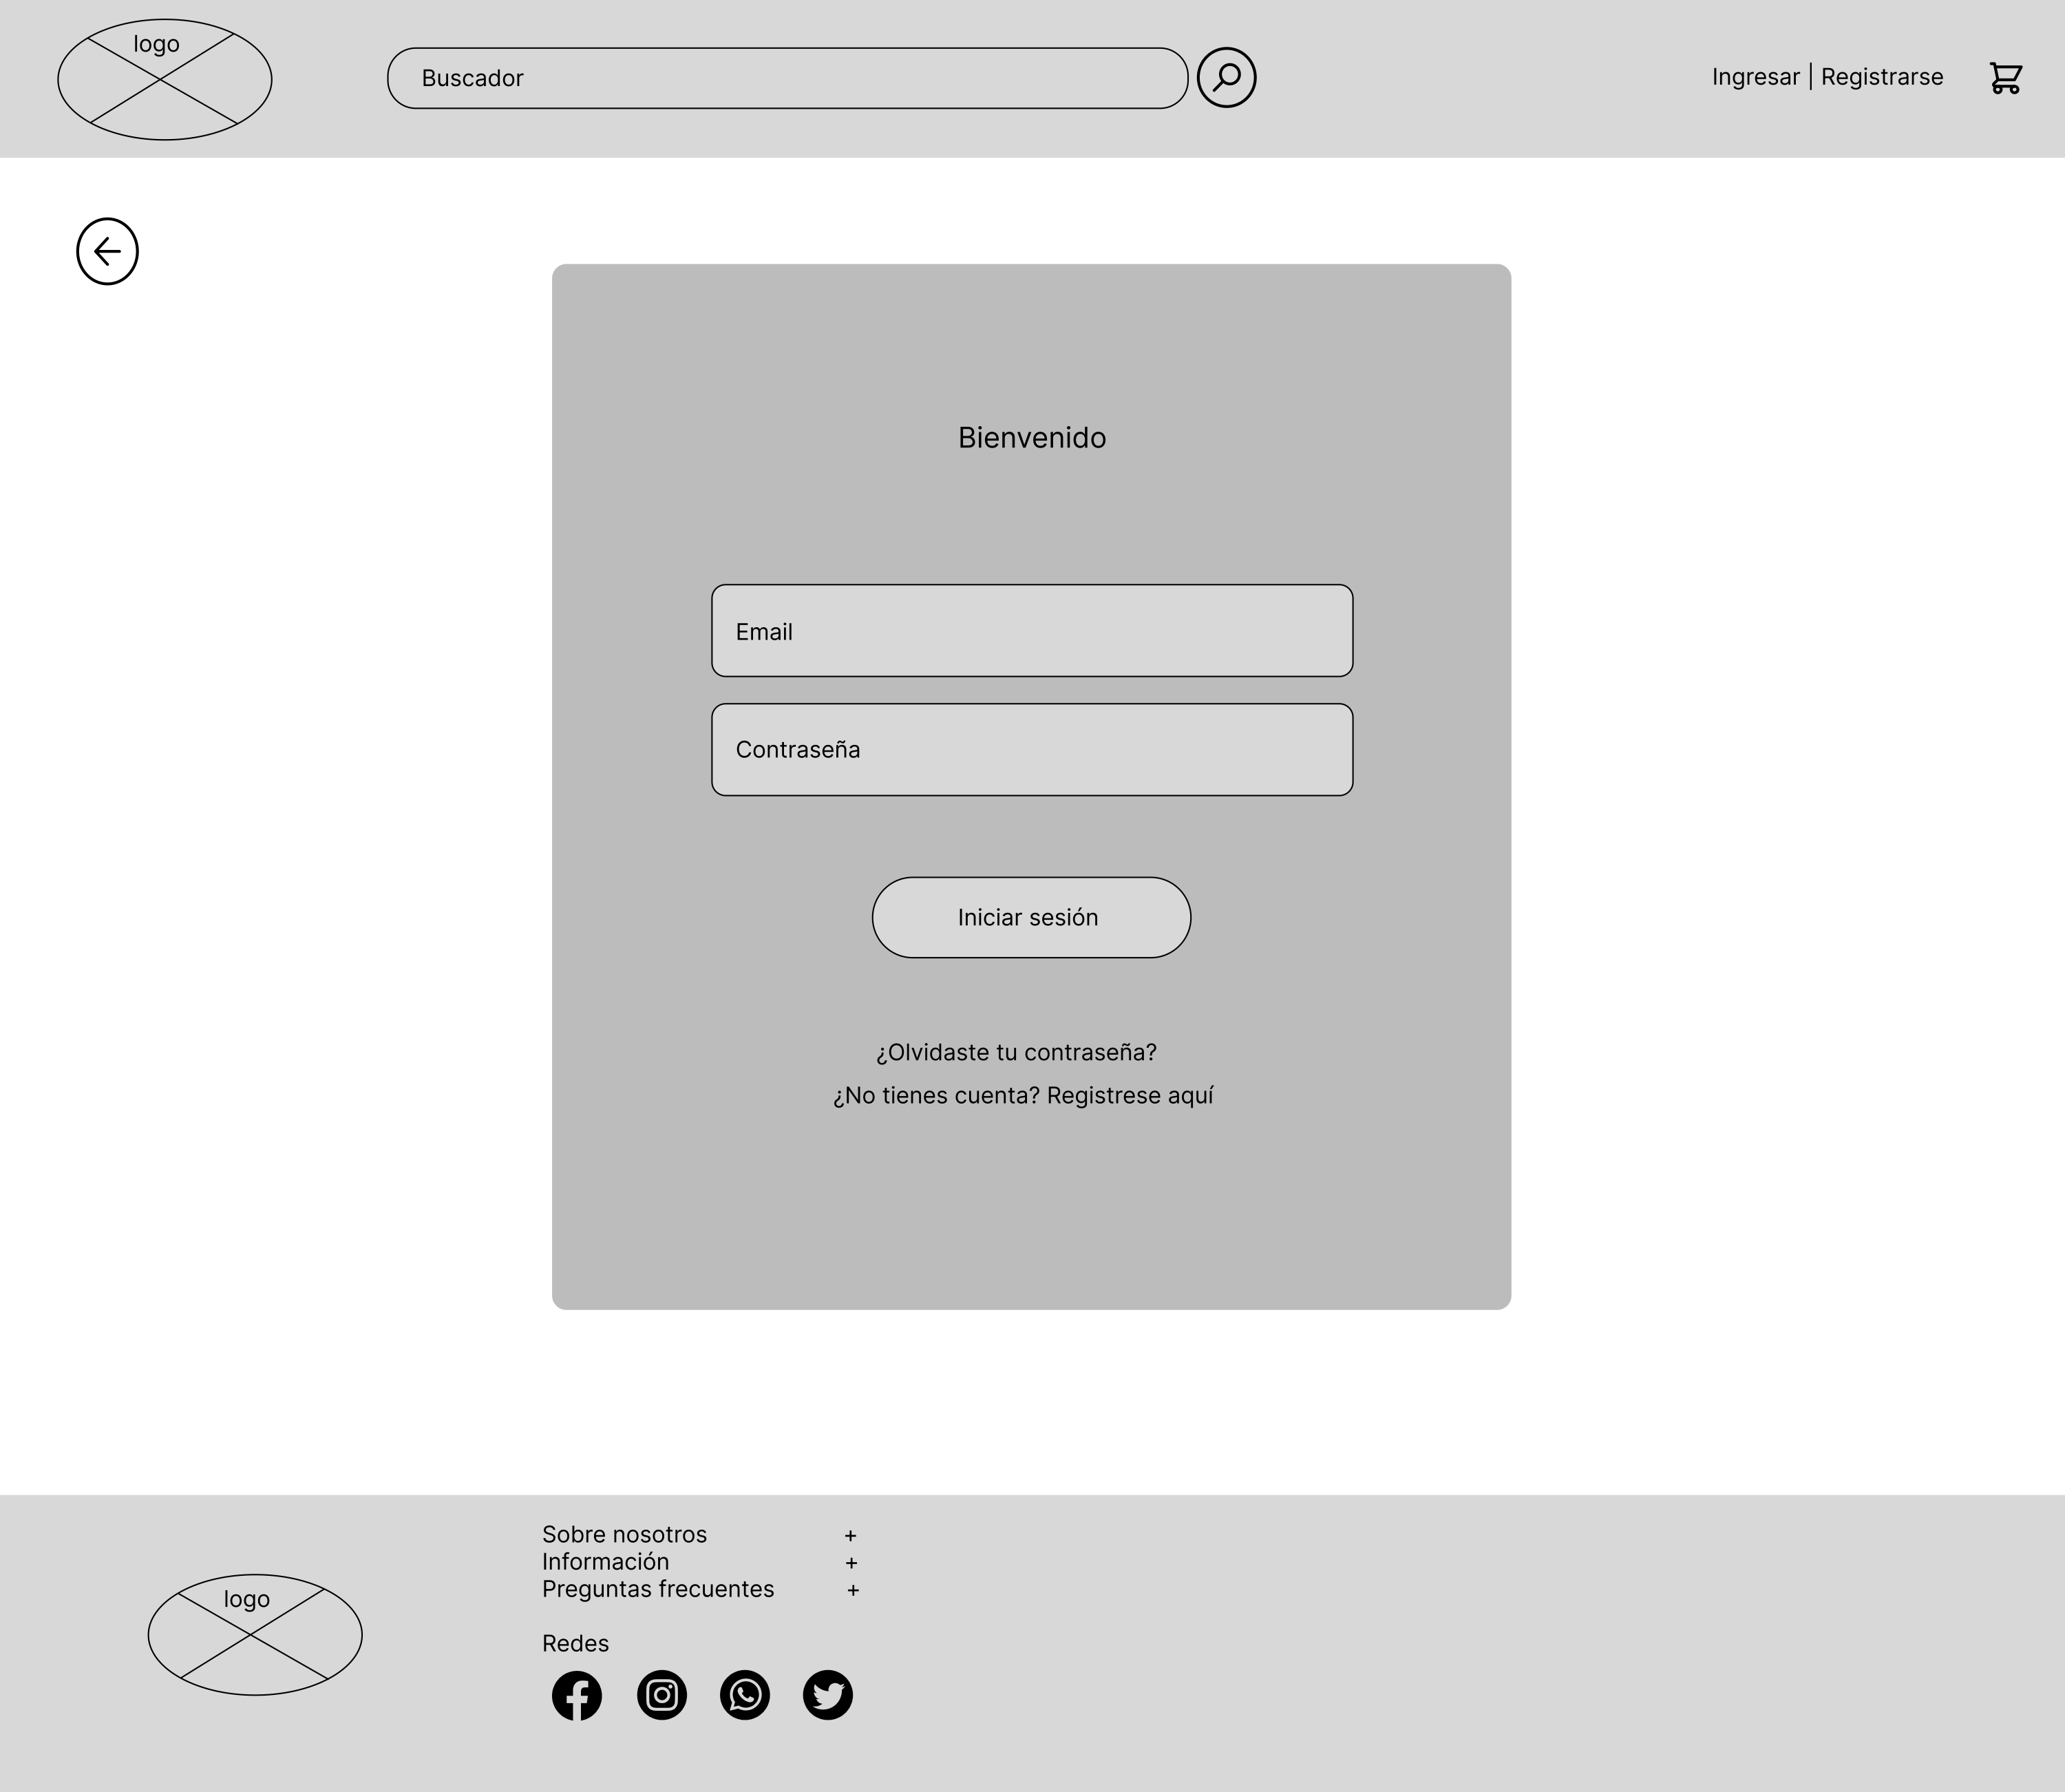 logo
Buscador
Ingresar | Registrarse
Bienvenido
Email
Contraseña
Iniciar sesión
¿Olvidaste tu contraseña?
¿No tienes cuenta? Registrese aquí
Sobre nosotros +
Información +
Preguntas frecuentes +
logo
Redes